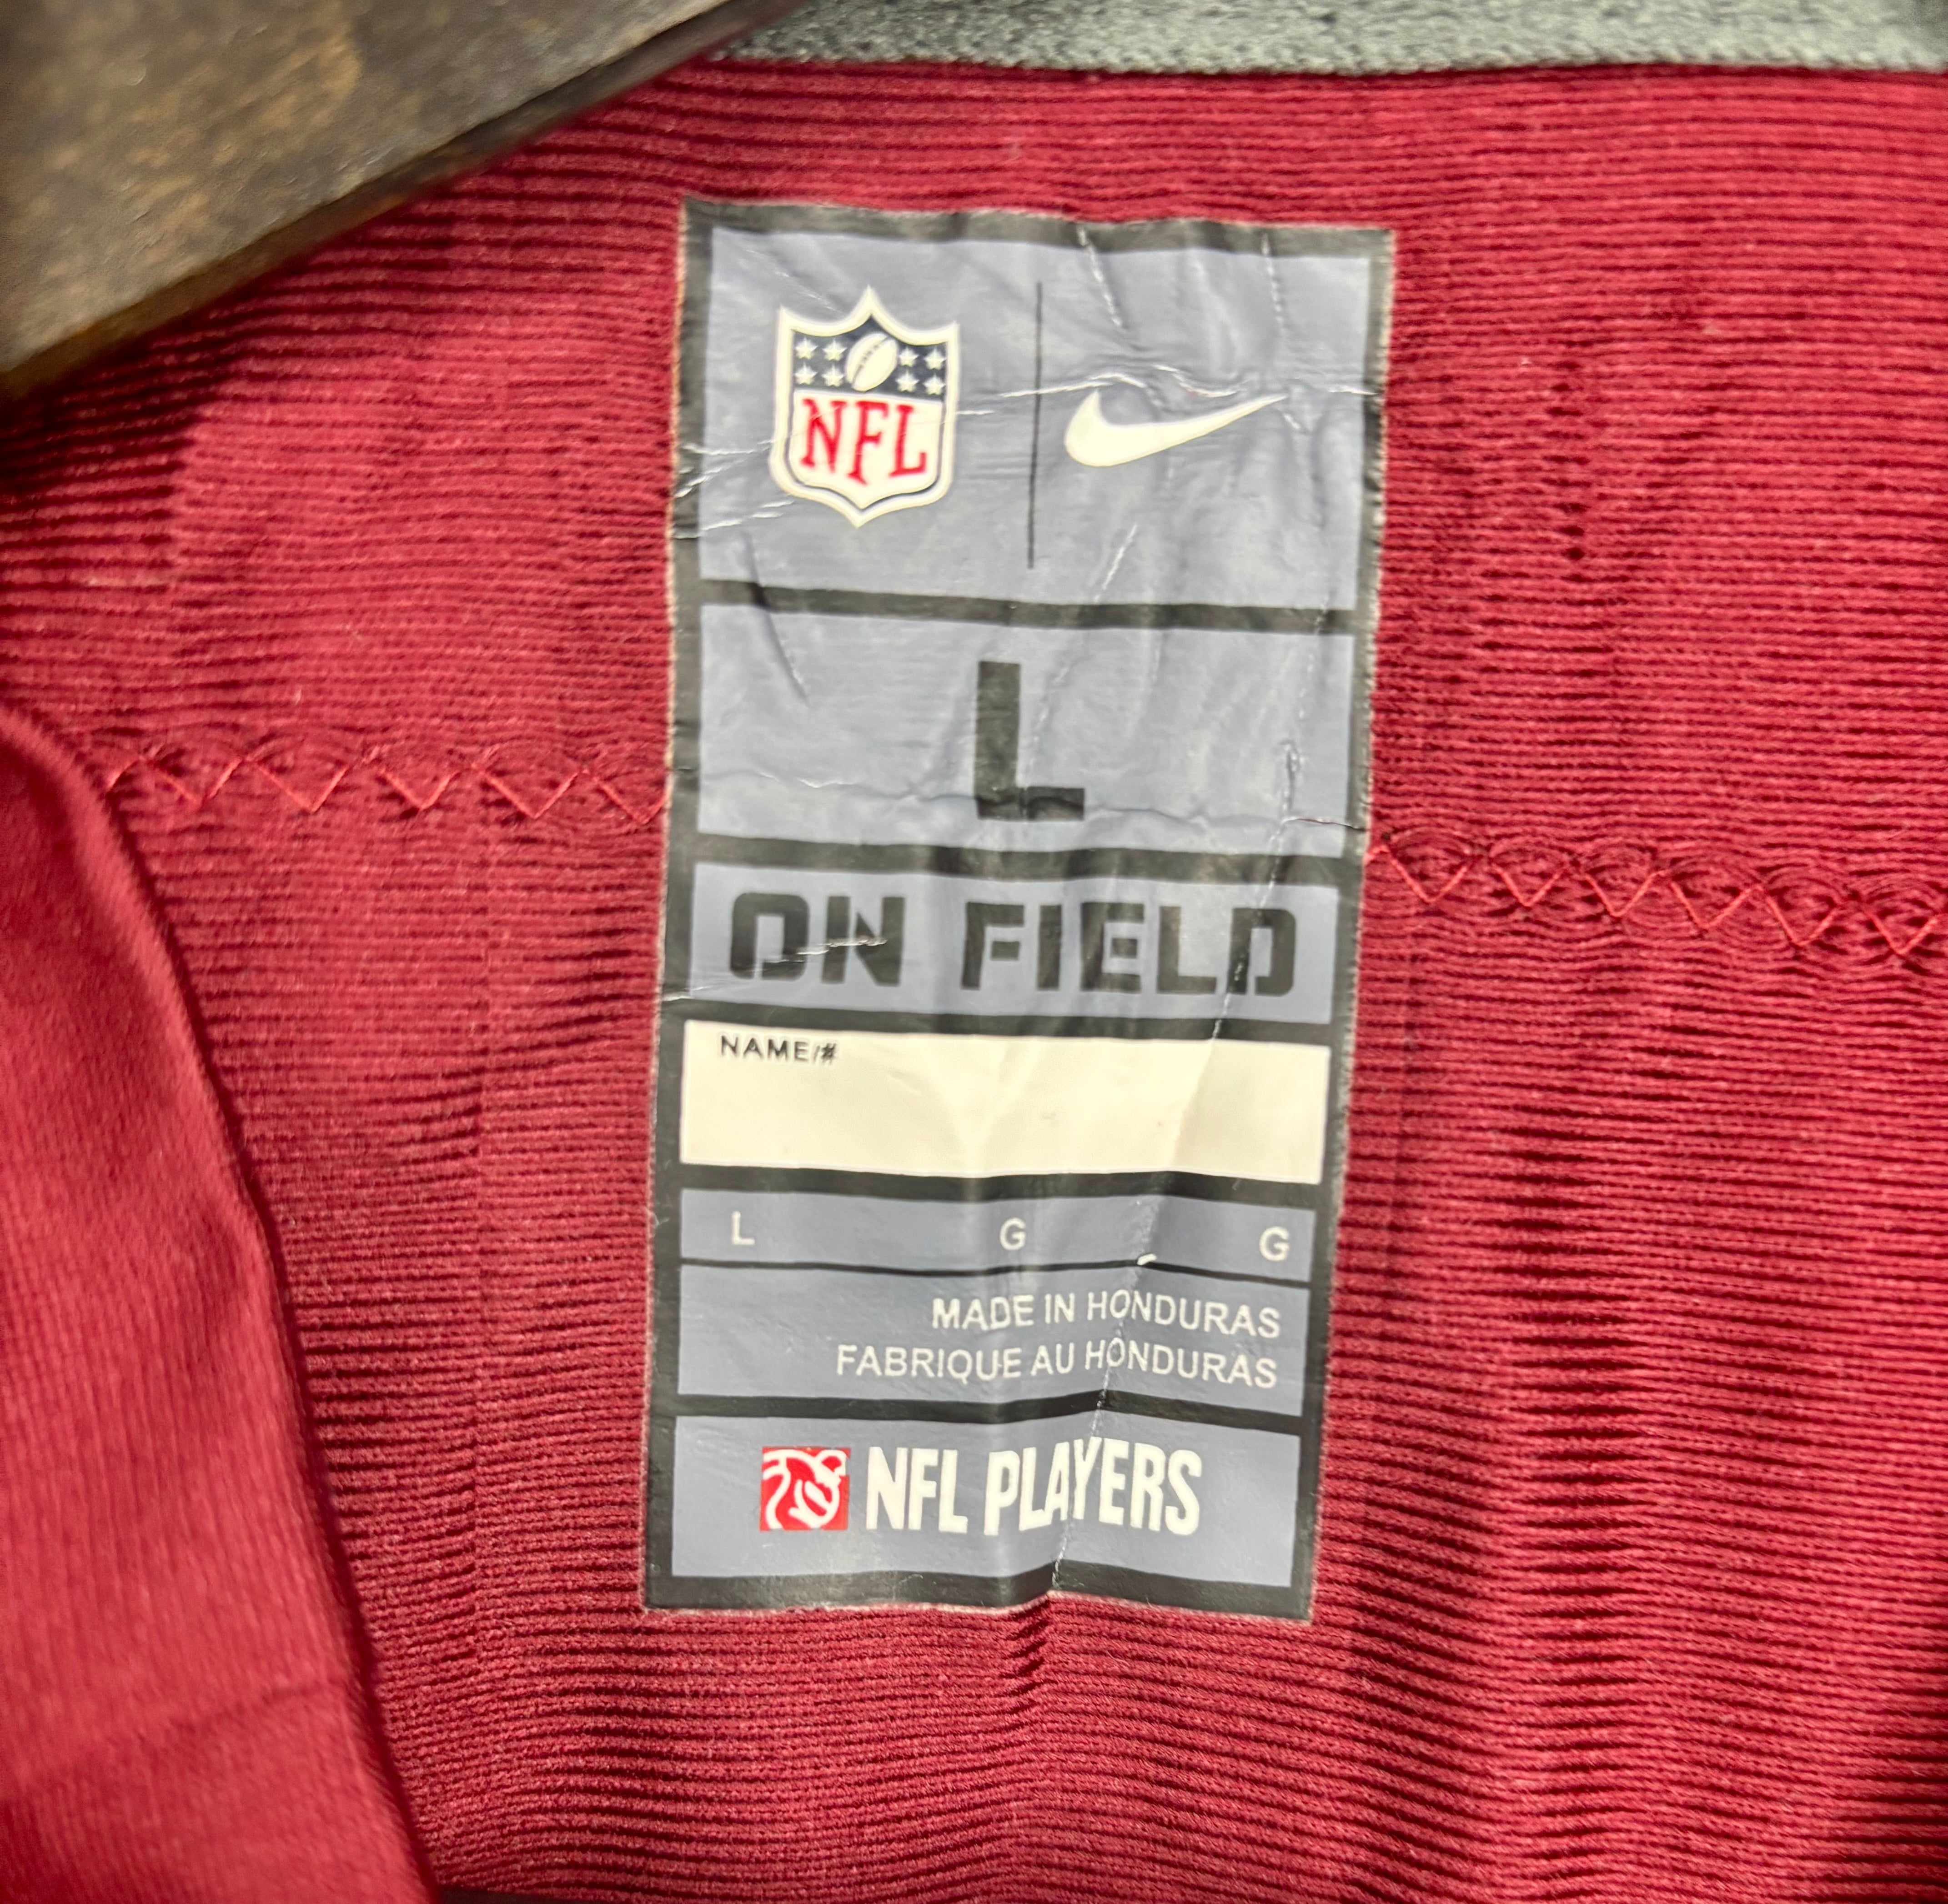 NFL
L
ON FIELD
NAME/#
L G G
MADE IN HONDURAS
FABRIQUE AU HONDURAS
NFL PLAYERS